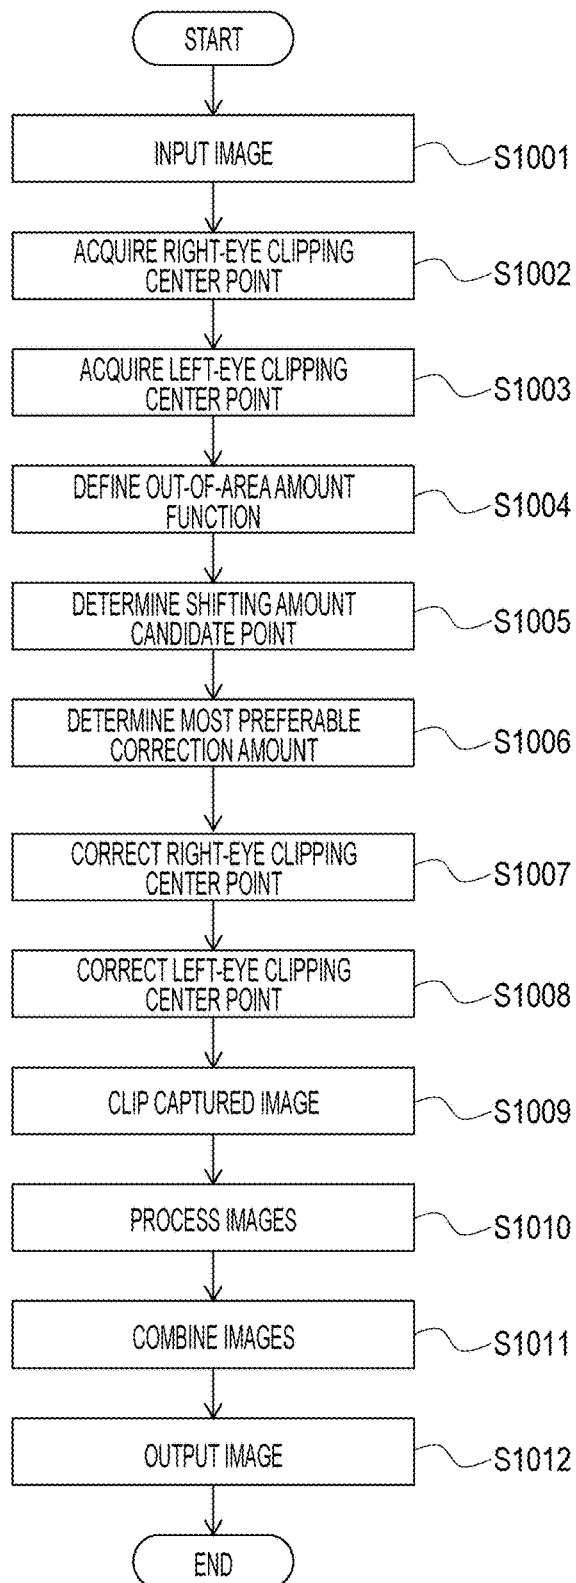 START
INPUT IMAGE
S1001
ACQUIRE RIGHT-EYE CLIPPING
CENTER POINT
S1002
ACQUIRE LEFT-EYE CLIPPING
CENTER POINT
S1003
DEFINE OUT-OF-AREA AMOUNT
FUNCTION
S1004
DETERMINE SHIFTING AMOUNT
CANDIDATE POINT
S1005
DETERMINE MOST PREFERABLE
CORRECTION AMOUNT
S1006
CORRECT RIGHT-EYE CLIPPING
CENTER POINT
S1007
CORRECT LEFT-EYE CLIPPING
CENTER POINT
S1008
CLIP CAPTURED IMAGE
S1009
PROCESS IMAGES
S1010
COMBINE IMAGES
S1011
OUTPUT IMAGE
S1012
END